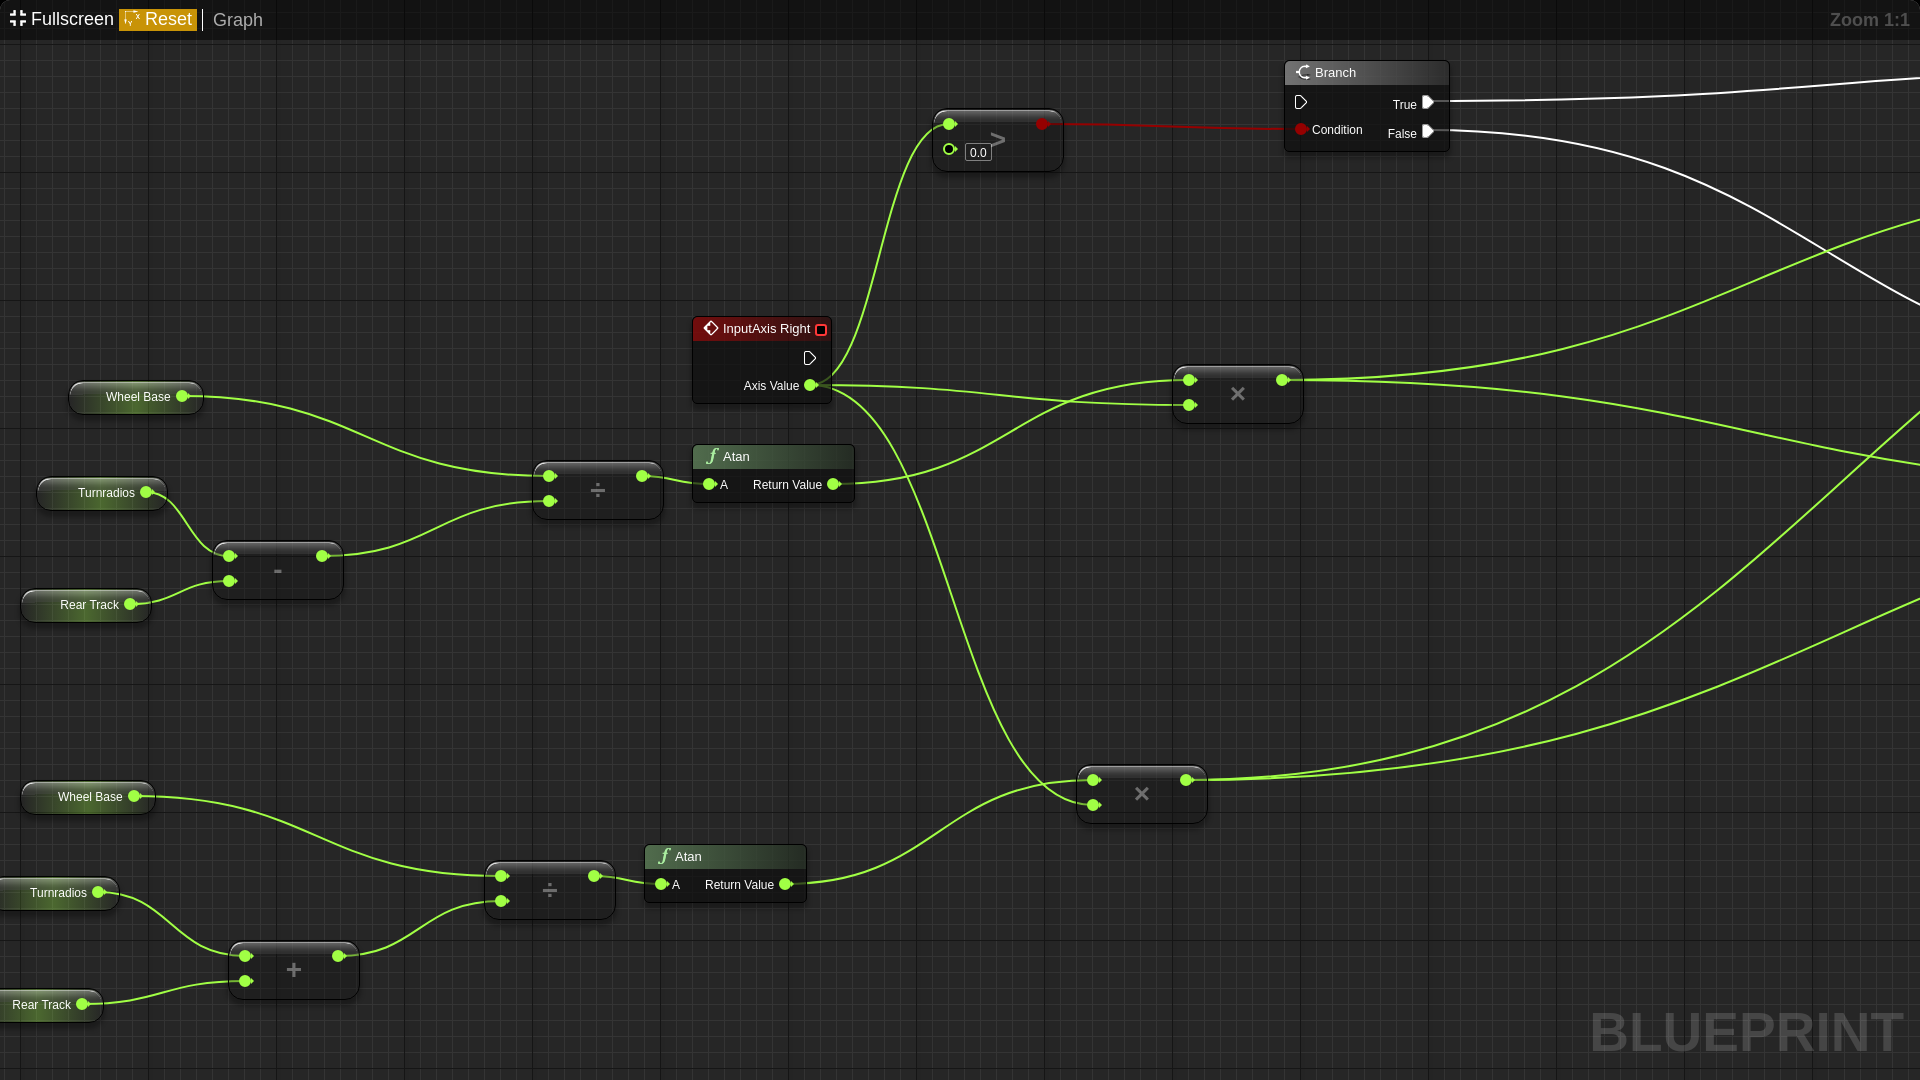 Fullscreen Reset Graph
Zoom 1:1
Branch
True
Condition
False
>
0.0
InputAxis Right
Axis Value
Wheel Base
×
Atan
A
Return Value
÷
Turnradios
-
Rear Track
Wheel Base
×
Atan
A
Return Value
÷
Turnradios
+
Rear Track
BLUEPRINT